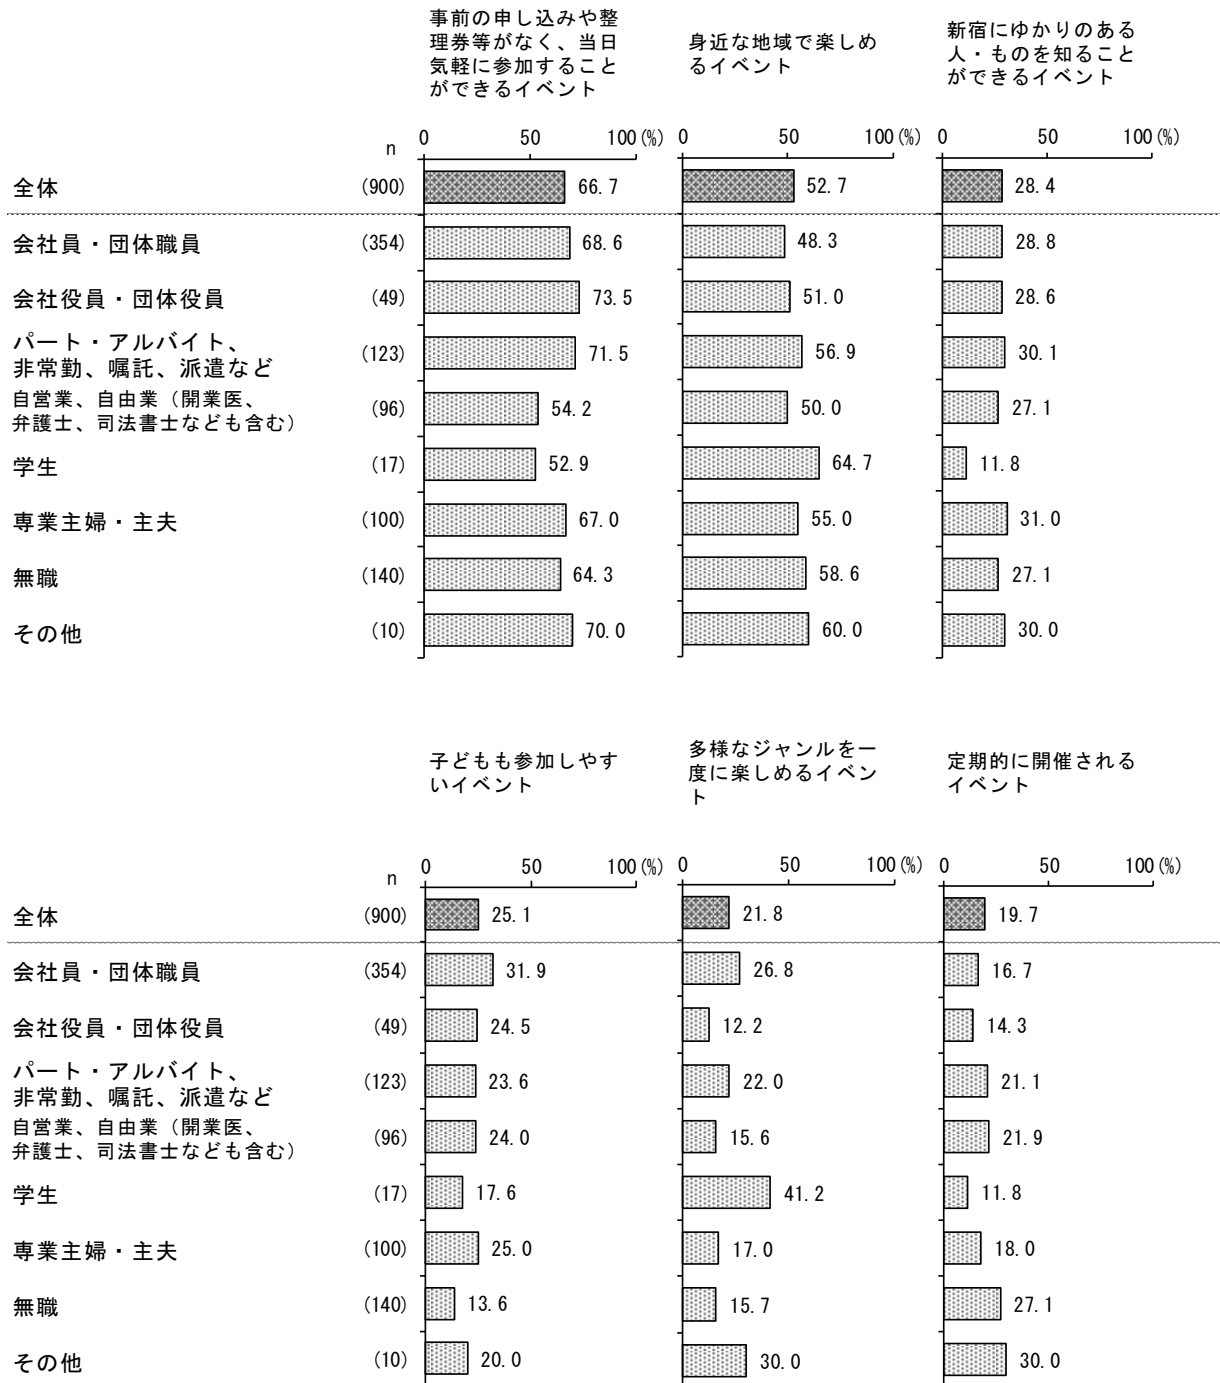 事前の申し込みや整
理券等がなく、当日
気軽に参加すること
ができるイベント
身近な地域で楽しめ
るイベント
新宿にゆかりのある
人・ものを知ること
ができるイベント
n 0 50 100(%) 0 50 100(%) 0 50 100(%)
全体 (900) 66.7 52.7 28.4
会社員・団体職員 (354) 68.6 48.3 28.8
会社役員・団体役員 (49) 73.5 51.0 28.6
パート・アルバイト、
非常勤、嘱託、派遣など (123) 71.5 56.9 30.1
自営業、自由業（開業医、
弁護士、司法書士なども含む） (96) 54.2 50.0 27.1
学生 (17) 52.9 64.7 11.8
専業主婦・主夫 (100) 67.0 55.0 31.0
無職 (140) 64.3 58.6 27.1
その他 (10) 70.0 60.0 30.0
子どもも参加しやす
いイベント
多様なジャンルを一
度に楽しめるイベン
ト
定期的に開催される
イベント
n 0 50 100(%) 0 50 100(%) 0 50 100(%)
全体 (900) 25.1 21.8 19.7
会社員・団体職員 (354) 31.9 26.8 16.7
会社役員・団体役員 (49) 24.5 12.2 14.3
パート・アルバイト、
非常勤、嘱託、派遣など (123) 23.6 22.0 21.1
自営業、自由業（開業医、
弁護士、司法書士なども含む） (96) 24.0 15.6 21.9
学生 (17) 17.6 41.2 11.8
専業主婦・主夫 (100) 25.0 17.0 18.0
無職 (140) 13.6 15.7 27.1
その他 (10) 20.0 30.0 30.0